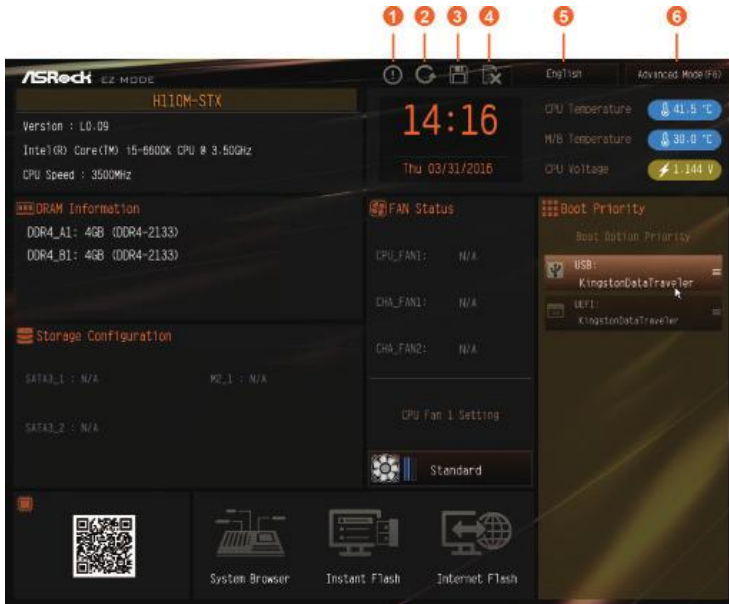 1 2 3 4 5 6
ASRock EZ MODE
English
Advanced Mode(F6)
H110M-STX
Version : L0.09
Intel(R) Core(TM) i5-6600K CPU @ 3.50GHz
CPU Speed : 3500MHz
14:16
Thu 03/31/2016
CPU Temperature 41.5 °C
M/B Temperature 39.0 °C
CPU Voltage 1.144 V
DRAM Information
DDR4_A1: 4GB (DDR4-2133)
DDR4_B1: 4GB (DDR4-2133)
Storage Configuration
SATA3_1 : N/A M2_1 : N/A
SATA3_2 : N/A
FAN Status
CPU_FAN1: N/A
CHA_FAN1: N/A
CHA_FAN2: N/A
CPU Fan 1 Setting
Standard
Boot Priority
Boot Option Priority
USB:
KingstonDataTraveler
UEFI:
KingstonDataTraveler
System Browser
Instant Flash
Internet Flash